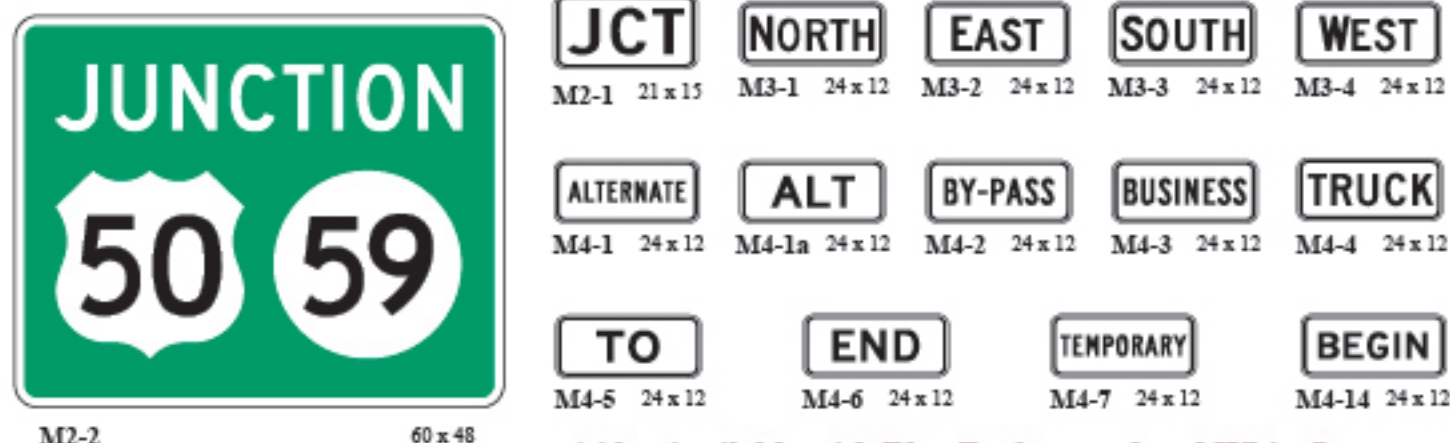 JUNCTION
50 59
M2-2 60 x 48
JCT NORTH EAST SOUTH WEST
M2-1 21 x 15 M3-1 24 x 12 M3-2 24 x 12 M3-3 24 x 12 M3-4 24 x 12
ALTERNATE ALT BY-PASS BUSINESS TRUCK
M4-1 24 x 12 M4-1a 24 x 12 M4-2 24 x 12 M4-3 24 x 12 M4-4 24 x 12
TO END TEMPORARY BEGIN
M4-5 24 x 12 M4-6 24 x 12 M4-7 24 x 12 M4-14 24 x 12